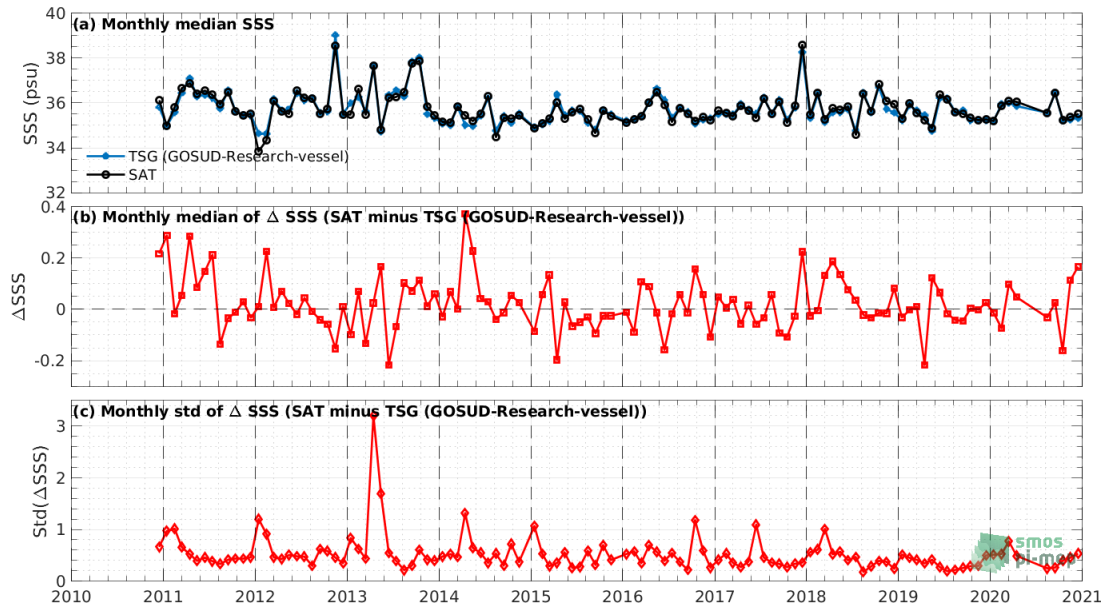 (a) Monthly median SSS
40
38
36
34
32
SSS (psu)
TSG (GOSUD-Research-vessel)
SAT
(b) Monthly median of Δ SSS (SAT minus TSG (GOSUD-Research-vessel))
0.4
0.2
0
-0.2
ΔSSS
(c) Monthly std of Δ SSS (SAT minus TSG (GOSUD-Research-vessel))
3
2
1
0
Std(ΔSSS)
smos
pi-mep
2010 2011 2012 2013 2014 2015 2016 2017 2018 2019 2020 2021